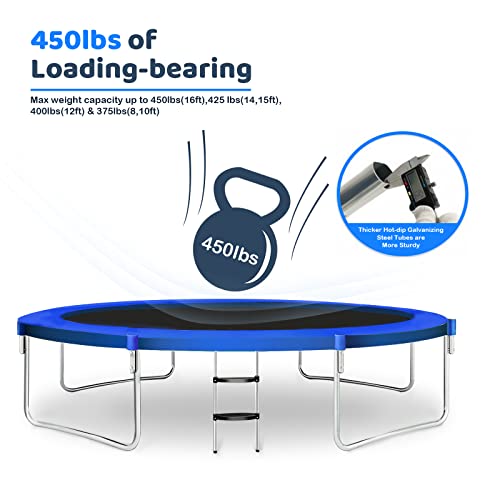 450lbs of
Loading-bearing
Max weight capacity up to 450lbs(16ft),425 lbs(14,15ft),
400lbs(12ft) & 375lbs(8,10ft)
450lbs
Thicker Hot-dip Galvanizing
Steel Tubes are
More Sturdy